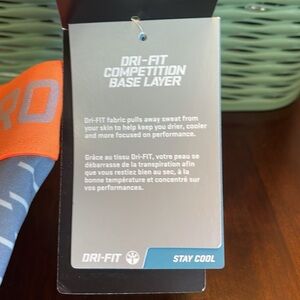 DRI-FIT
COMPETITION
BASE LAYER
Dri-FIT fabric pulls away sweat from
your skin to help keep you drier, cooler
and more focused on performance.
Grâce au tissu Dri-FIT, votre peau se
débarrasse de la transpiration afin
que vous restiez bien au sec, à la
bonne température et concentré sur
vos performances.
DRI-FIT
STAY COOL
RO